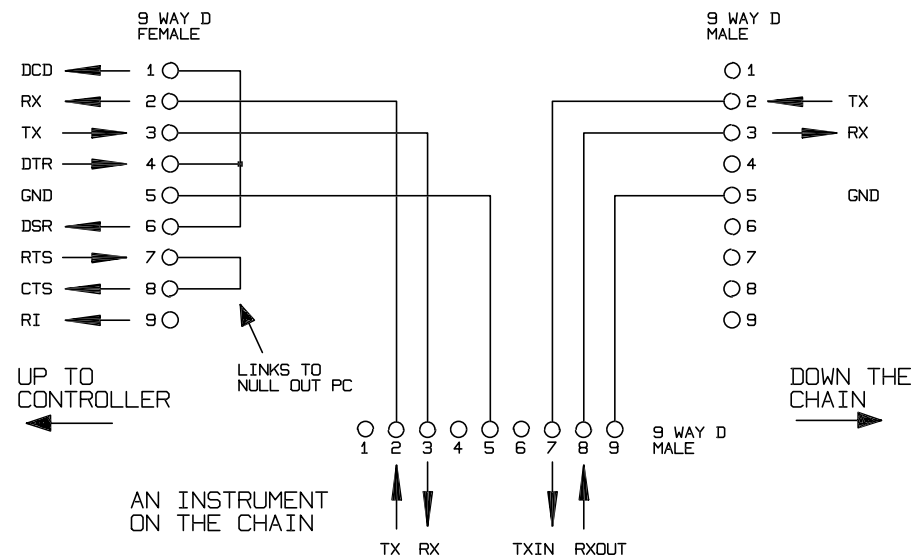 9 WAY D
FEMALE
DCD 1
RX 2
TX 3
DTR 4
GND 5
DSR 6
RTS 7
CTS 8
RI 9
9 WAY D
MALE
1
2 TX
3 RX
4
5 GND
6
7
8
9
LINKS TO
NULL OUT PC
UP TO
CONTROLLER
DOWN THE
CHAIN
1 2 3 4 5 6 7 8 9
9 WAY D
MALE
AN INSTRUMENT
ON THE CHAIN
TX RX TXIN RXOUT